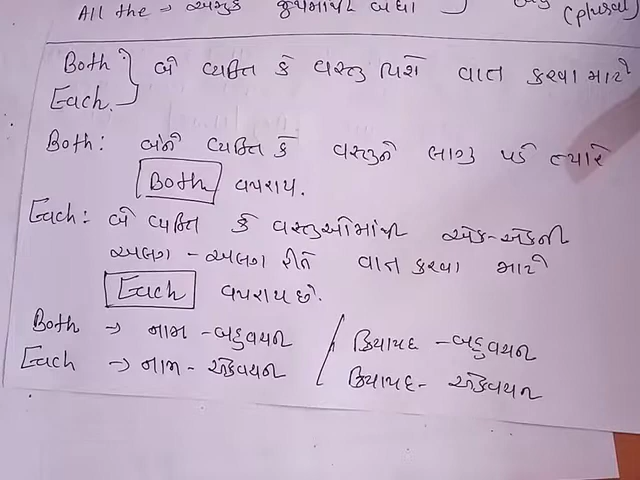 All the → અમુક જૂથમાંથી બધા
(plural)
Both } બે વ્યક્તિ કે વસ્તુ વિશે વાત કરવા માટે
Each }
Both: બંને વ્યક્તિ કે વસ્તુને લાગુ પડે ત્યારે
Both વપરાય.
Each: બે વ્યક્તિ કે વસ્તુઓમાંથી એક-એકની
અલગ - અલગ રીતે વાત કરવા માટે
Each વપરાય છે.
Both → નામ - બહુવચન / ક્રિયાપદ - બહુવચન
Each → નામ - એકવચન / ક્રિયાપદ - એકવચન